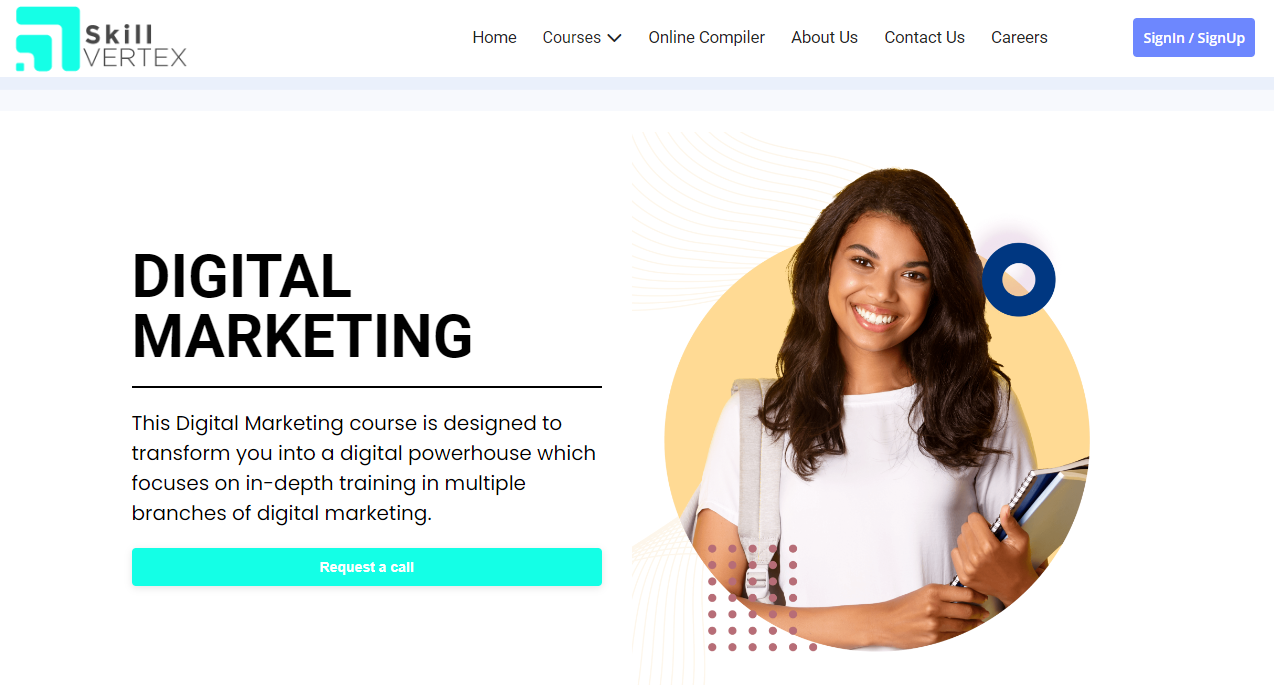 Skill
VERTEX
Home Courses Online Compiler About Us Contact Us Careers SignIn / SignUp
DIGITAL
MARKETING
This Digital Marketing course is designed to
transform you into a digital powerhouse which
focuses on in-depth training in multiple
branches of digital marketing.
Request a call